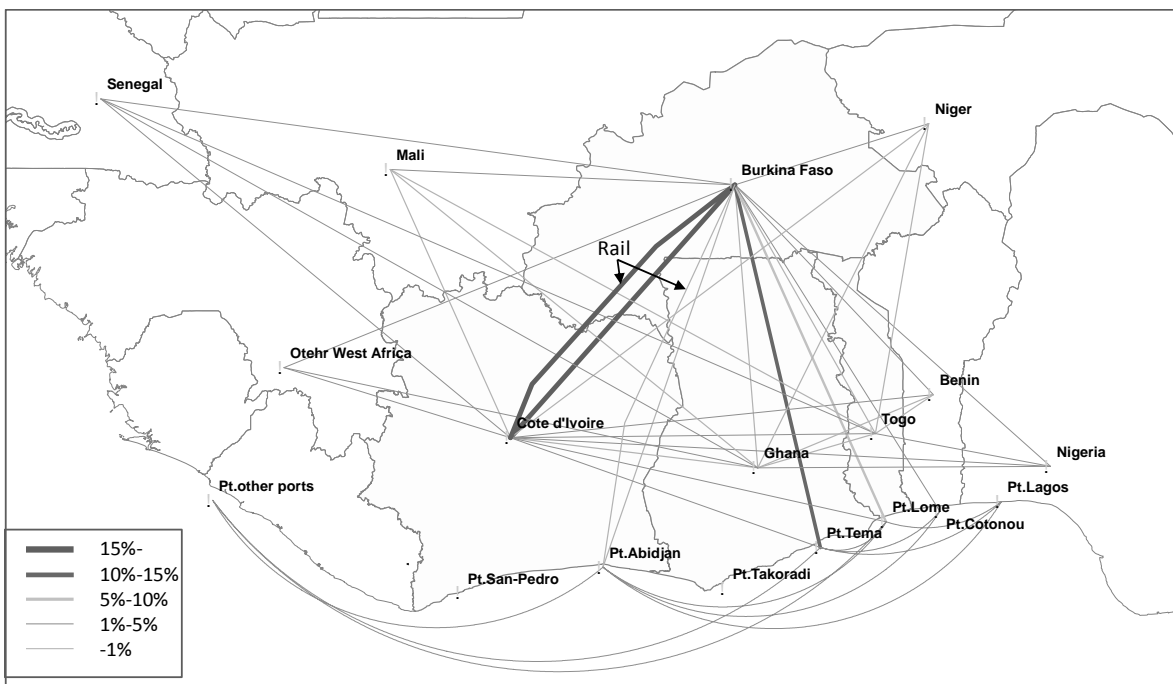 Senegal
Niger
Mali
Burkina Faso
Rail
Otehr West Africa
Benin
Cote d'Ivoire
Togo
Ghana
Nigeria
Pt.other ports
Pt.Lagos
Pt.Lome
Pt.Cotonou
Pt.Tema
Pt.Abidjan
Pt.Takoradi
Pt.San-Pedro
15%-
10%-15%
5%-10%
1%-5%
-1%